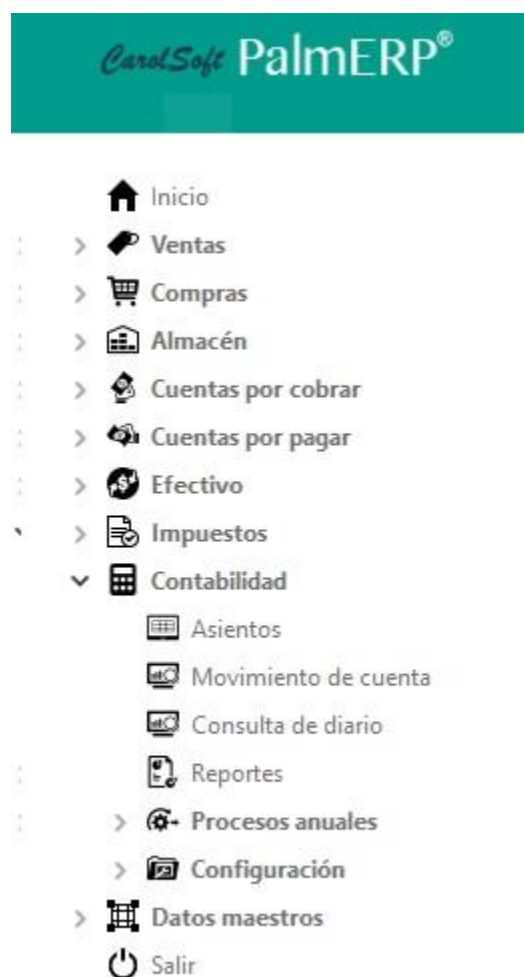 CarolSoft PalmERP®
Inicio
Ventas
Compras
Almacén
Cuentas por cobrar
Cuentas por pagar
Efectivo
Impuestos
Contabilidad
Asientos
Movimiento de cuenta
Consulta de diario
Reportes
Procesos anuales
Configuración
Datos maestros
Salir